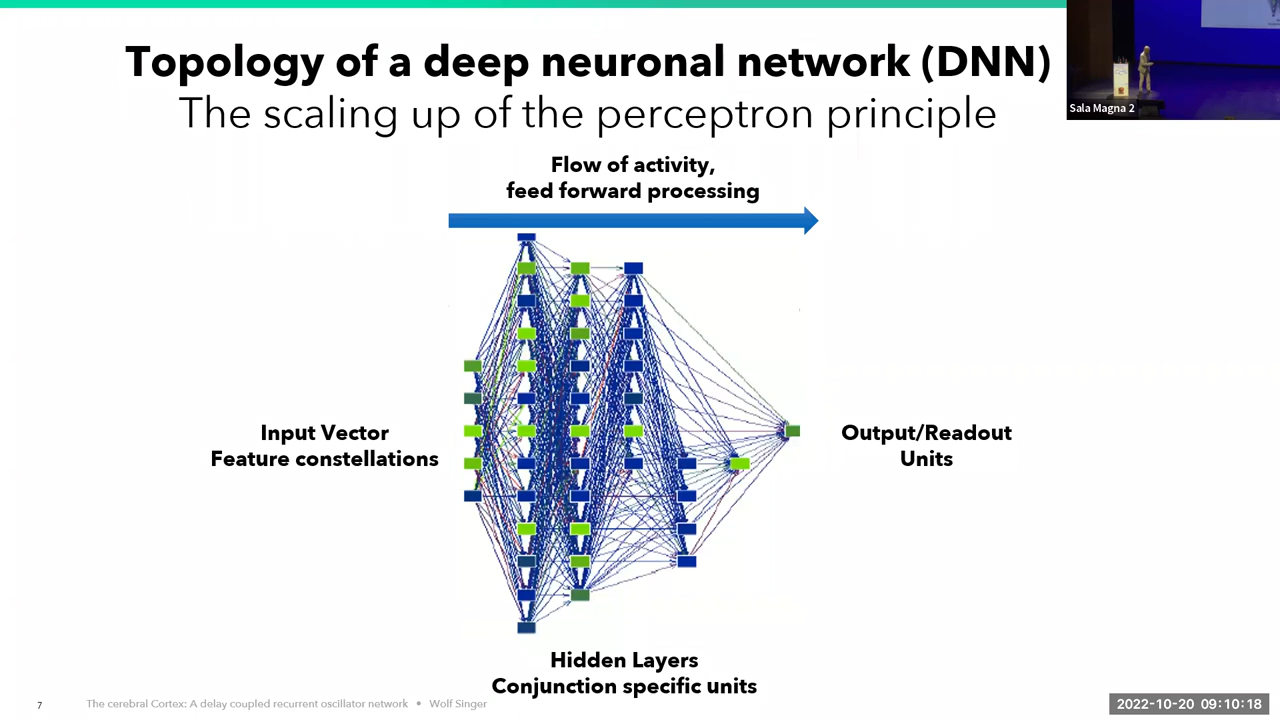 Topology of a deep neuronal network (DNN)
The scaling up of the perceptron principle
Sala Magna 2
Flow of activity,
feed forward processing
Input Vector
Feature constellations
Output/Readout
Units
Hidden Layers
Conjunction specific units
7
The cerebral Cortex: A delay coupled recurrent oscillator network • Wolf Singer
2022-10-20 09:10:18